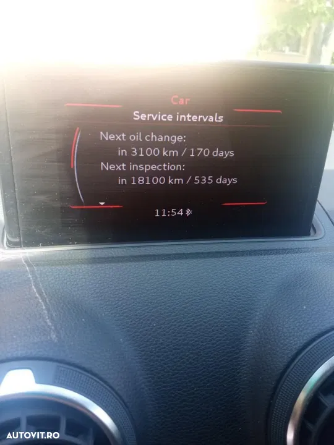 Car
Service intervals
Next oil change:
in 3100 km / 170 days
Next inspection:
in 18100 km / 535 days
11:54
AUTOVIT.RO